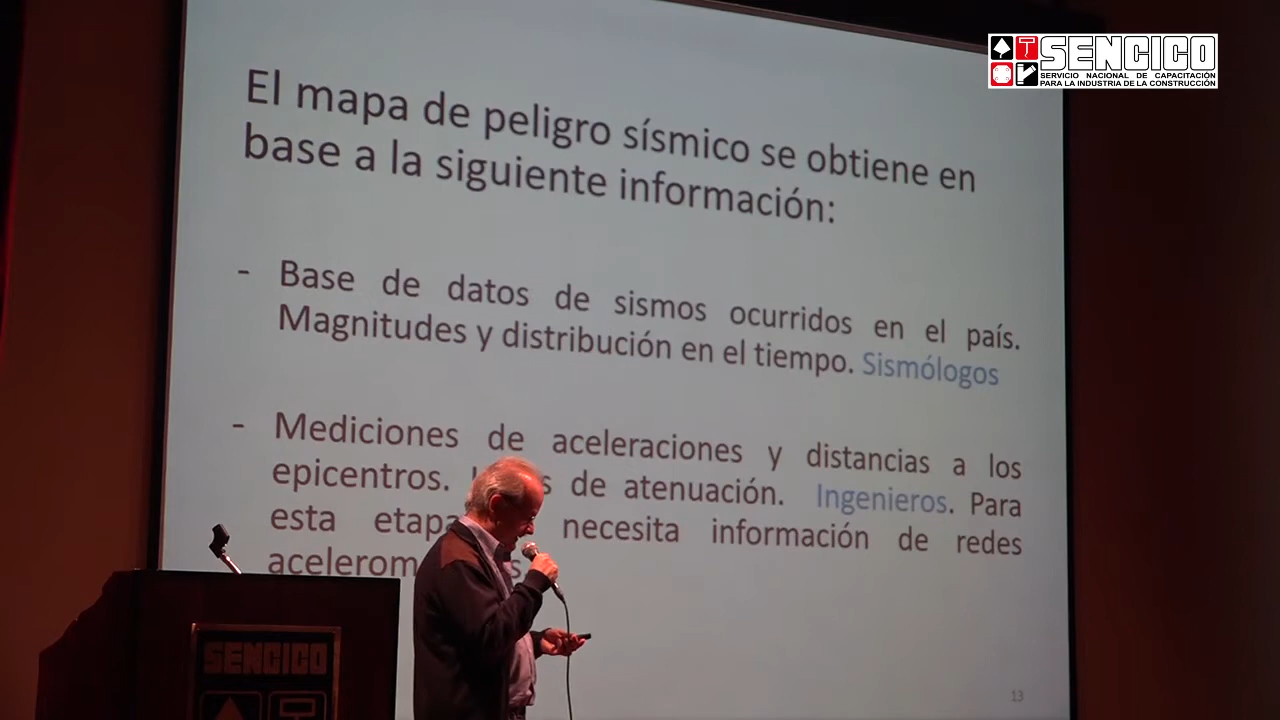 SENCICO
SERVICIO NACIONAL DE CAPACITACIÓN
PARA LA INDUSTRIA DE LA CONSTRUCCIÓN
El mapa de peligro sísmico se obtiene en
base a la siguiente información:
- Base de datos de sismos ocurridos en el país.
Magnitudes y distribución en el tiempo. Sismólogos
- Mediciones de aceleraciones y distancias a los
epicentros. de atenuación. Ingenieros. Para
esta etapa necesita información de redes
SENCICO
13